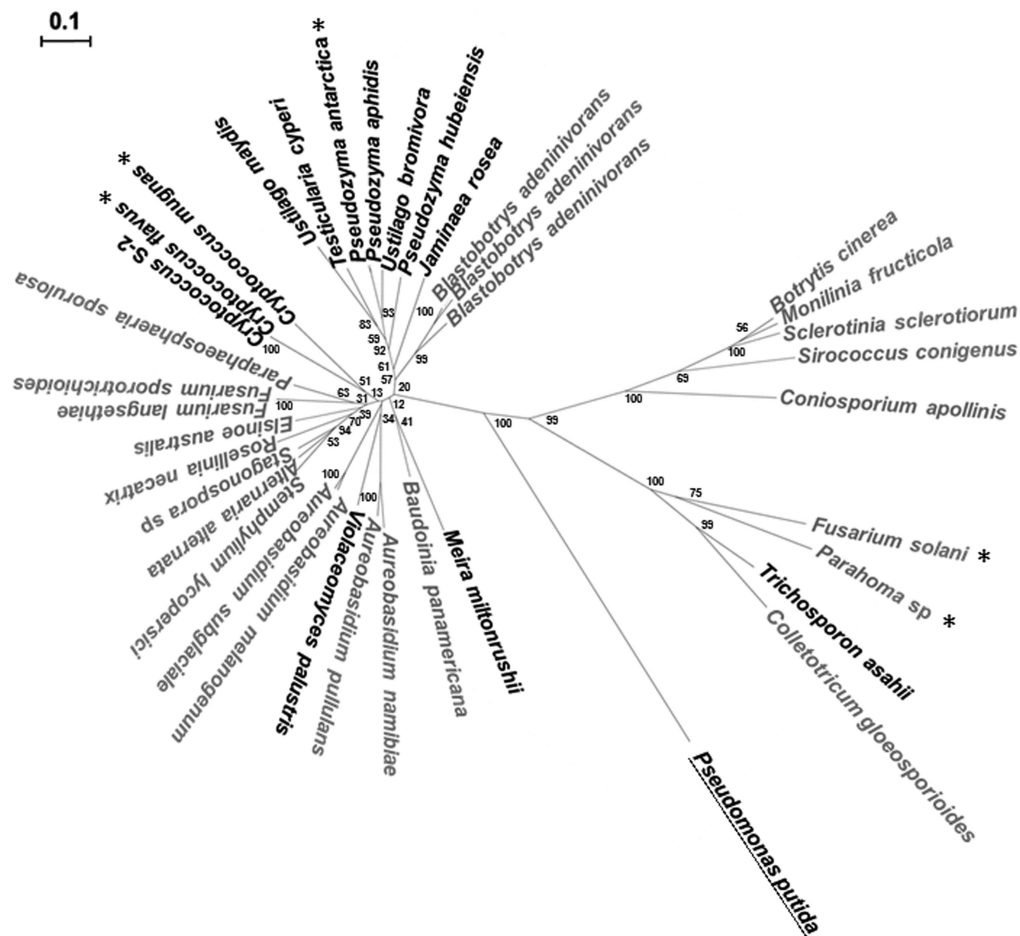 0.1
Cryptococcus S-2
Cryptococcus flavus *
Cryptococcus mugnas *
Ustilago maydis
Testicularia cyperi
Pseudozyma antarctica *
Pseudozyma aphidis
Ustilago bromivora
Pseudozyma hubeiensis
Jaminaea rosea
Blastobotrys adeninivorans
Blastobotrys adeninivorans
Blastobotrys adeninivorans
Botrytis cinerea
Monilinia fructicola
Sclerotinia sclerotiorum
Sirococcus conigenus
Coniosporium apollinis
Fusarium solani *
Parahoma sp *
Trichosporon asahii
Colletotricum gloeosporioides
Pseudomonas putida
Meira miltonrushii
Baudoinia panamericana
Aureobasidium namibiae
Aureobasidium pullulans
Violaceomyces palustris
Aureobasidium melanogenum
Aureobasidium subglaciale
Stemphylium lycopersici
Alternaria alternata
Stagonospora sp
Rosellinia necatrix
Elsinoe australis
Fusarium langsethiae
Fusarium sporotrichioides
Paraphaeosphaeria sporulosa
100
93
83
59
92
61
57
20
99
100
51
13
63
31
100
39
70
94
53
100
100
34
12
41
100
99
100
69
100
56
100
75
99